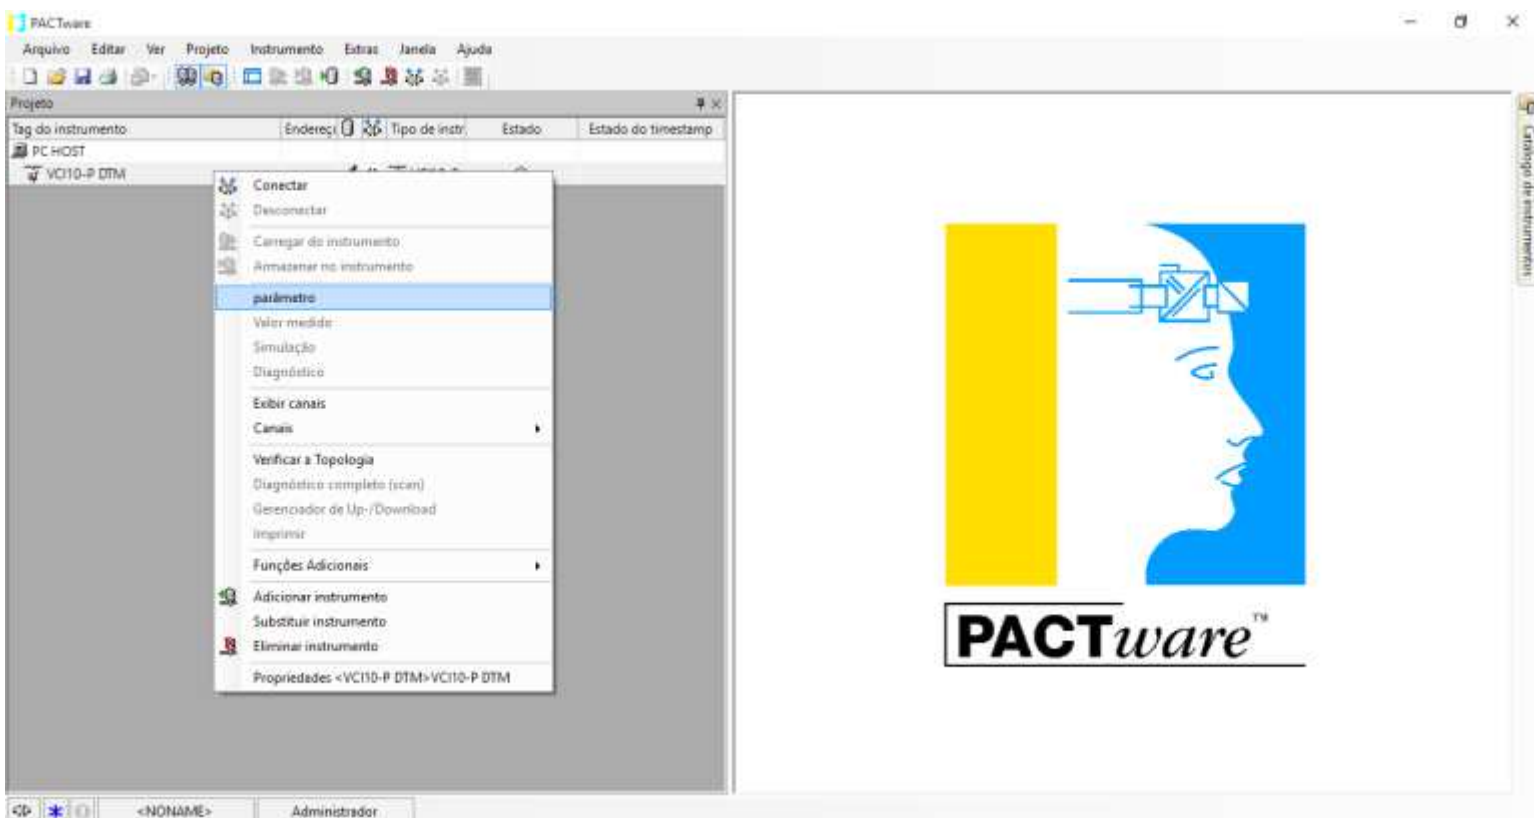 PACTware
Arquivo Editar Ver Projeto Instrumento Extras Janela Ajuda
Projeto
Tag do instrumento Endereç Tipo de instr. Estado Estado do timestamp
PC HOST
VCI10-P DTM
Conectar
Desconectar
Carregar do instrumento
Armazenar no instrumento
parâmetro
Valor medido
Simulação
Diagnóstico
Exibir canais
Canais
Verificar a Topologia
Diagnóstico completo (scan)
Gerenciador de Up-/Download
Imprimir
Funções Adicionais
Adicionar instrumento
Substituir instrumento
Eliminar instrumento
Propriedades <VCI10-P DTM>VCI10-P DTM
Catálogo de instrumentos
PACTware™
<NONAME> Administrador